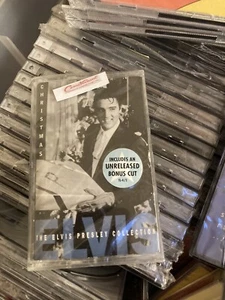 CHRISTMAS
INCLUDES AN
UNRELEASED
BONUS CUT
THE ELVIS PRESLEY COLLECTION
ELVIS